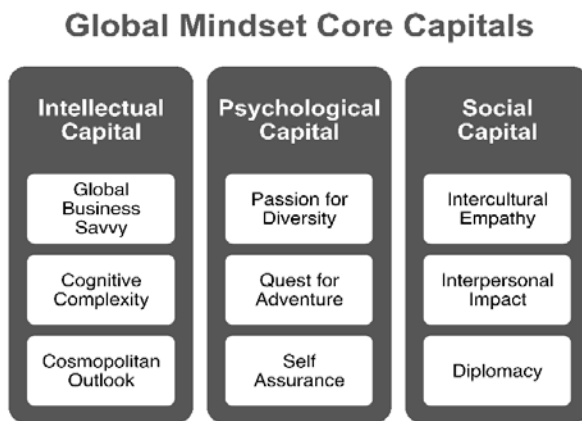 Global Mindset Core Capitals
Intellectual
Capital
Global
Business
Savvy
Cognitive
Complexity
Cosmopolitan
Outlook
Psychological
Capital
Passion for
Diversity
Quest for
Adventure
Self
Assurance
Social
Capital
Intercultural
Empathy
Interpersonal
Impact
Diplomacy